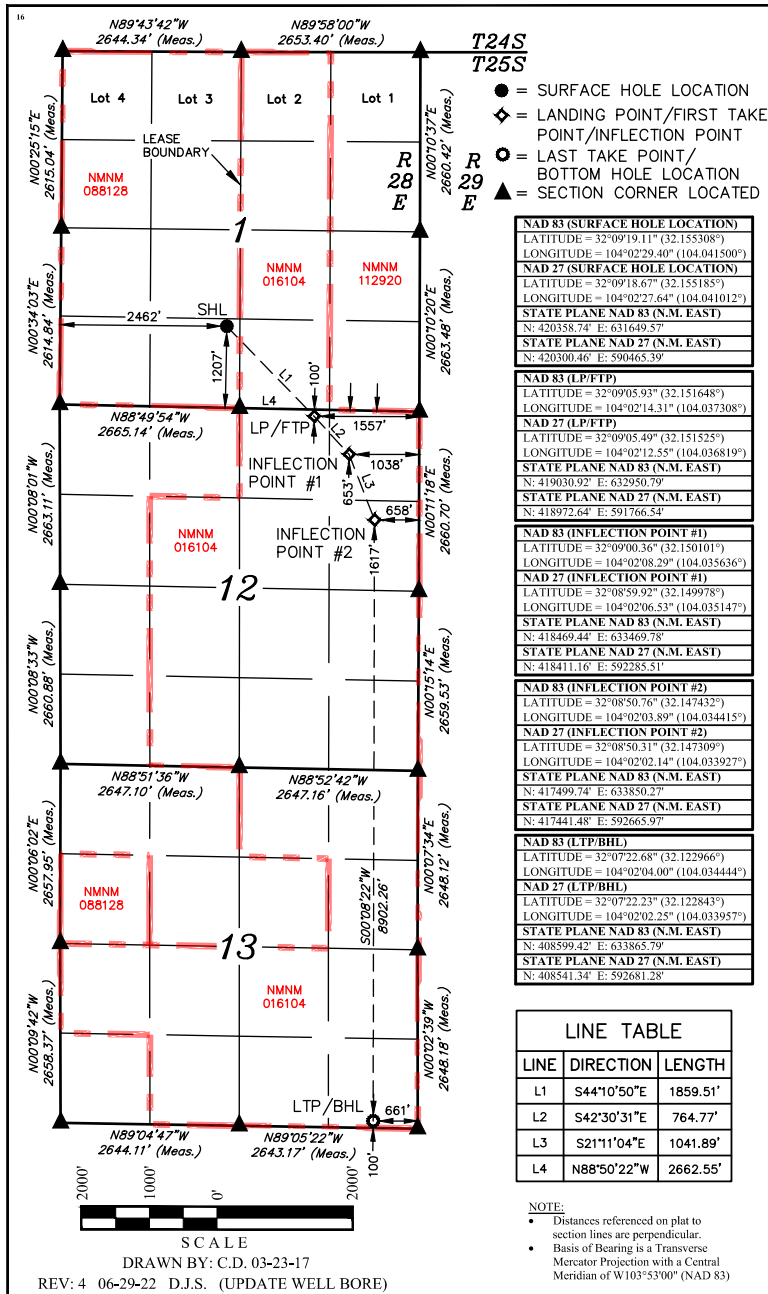 16
N89°43'42"W
2644.34' (Meas.)
N89°58'00"W
2653.40' (Meas.)
T24S
T25S
Lot 4
Lot 3
Lot 2
Lot 1
● = SURFACE HOLE LOCATION
= LANDING POINT/FIRST TAKE
POINT/INFLECTION POINT
= LAST TAKE POINT/
BOTTOM HOLE LOCATION
▲ = SECTION CORNER LOCATED
N00°25'15"E
2615.04' (Meas.)
LEASE
BOUNDARY
NMNM
088128
R
28
E
R
29
E
N00°10'37"E
2660.42' (Meas.)
1
NMNM
016104
NMNM
112920
N00°34'03"E
2614.84' (Meas.)
N00°10'20"E
2663.48' (Meas.)
2462'
SHL
1207'
L1
100'
L4
N88°49'54"W
2665.14' (Meas.)
LP/FTP
1557'
L2
INFLECTION
POINT #1
1038'
653'
L3
N00°08'01"W
2663.11' (Meas.)
N00°11'18"E
2660.70' (Meas.)
NMNM
016104
INFLECTION
POINT #2
658'
1617'
12
N00°08'33"W
2660.88' (Meas.)
N00°15'14"E
2659.53' (Meas.)
N88°51'36"W
2647.10' (Meas.)
N88°52'42"W
2647.16' (Meas.)
N00°06'02"E
2657.95' (Meas.)
N00°07'34"E
2648.12' (Meas.)
NMNM
088128
S00°08'22"W
8902.26'
13
NMNM
016104
N00°09'42"W
2658.37' (Meas.)
N00°02'39"W
2648.18' (Meas.)
LTP/BHL
661'
100'
N89°04'47"W
2644.11' (Meas.)
N89°05'22"W
2643.17' (Meas.)
NAD 83 (SURFACE HOLE LOCATION)
LATITUDE = 32°09'19.11" (32.155308°)
LONGITUDE = 104°02'29.40" (104.041500°)
NAD 27 (SURFACE HOLE LOCATION)
LATITUDE = 32°09'18.67" (32.155185°)
LONGITUDE = 104°02'27.64" (104.041012°)
STATE PLANE NAD 83 (N.M. EAST)
N: 420358.74' E: 631649.57'
STATE PLANE NAD 27 (N.M. EAST)
N: 420300.46' E: 590465.39'
NAD 83 (LP/FTP)
LATITUDE = 32°09'05.93" (32.151648°)
LONGITUDE = 104°02'14.31" (104.037308°)
NAD 27 (LP/FTP)
LATITUDE = 32°09'05.49" (32.151525°)
LONGITUDE = 104°02'12.55" (104.036819°)
STATE PLANE NAD 83 (N.M. EAST)
N: 419030.92' E: 632950.79'
STATE PLANE NAD 27 (N.M. EAST)
N: 418972.64' E: 591766.54'
NAD 83 (INFLECTION POINT #1)
LATITUDE = 32°09'00.36" (32.150101°)
LONGITUDE = 104°02'08.29" (104.035636°)
NAD 27 (INFLECTION POINT #1)
LATITUDE = 32°08'59.92" (32.149978°)
LONGITUDE = 104°02'06.53" (104.035147°)
STATE PLANE NAD 83 (N.M. EAST)
N: 418469.44' E: 633469.78'
STATE PLANE NAD 27 (N.M. EAST)
N: 418411.16' E: 592285.51'
NAD 83 (INFLECTION POINT #2)
LATITUDE = 32°08'50.76" (32.147432°)
LONGITUDE = 104°02'03.89" (104.034415°)
NAD 27 (INFLECTION POINT #2)
LATITUDE = 32°08'50.31" (32.147309°)
LONGITUDE = 104°02'02.14" (104.033927°)
STATE PLANE NAD 83 (N.M. EAST)
N: 417499.74' E: 633850.27'
STATE PLANE NAD 27 (N.M. EAST)
N: 417441.48' E: 592665.97'
NAD 83 (LTP/BHL)
LATITUDE = 32°07'22.68" (32.122966°)
LONGITUDE = 104°02'04.00" (104.034444°)
NAD 27 (LTP/BHL)
LATITUDE = 32°07'22.23" (32.122843°)
LONGITUDE = 104°02'02.25" (104.033957°)
STATE PLANE NAD 83 (N.M. EAST)
N: 408599.42' E: 633865.79'
STATE PLANE NAD 27 (N.M. EAST)
N: 408541.34' E: 592681.28'
LINE TABLE
LINE DIRECTION LENGTH
L1 S44°10'50"E 1859.51'
L2 S42°30'31"E 764.77'
L3 S21°11'04"E 1041.89'
L4 N88°50'22"W 2662.55'
NOTE:
• Distances referenced on plat to
section lines are perpendicular.
• Basis of Bearing is a Transverse
Mercator Projection with a Central
Meridian of W103°53'00" (NAD 83)
2000' 1000' 0' 2000'
SCALE
DRAWN BY: C.D. 03-23-17
REV: 4 06-29-22 D.J.S. (UPDATE WELL BORE)